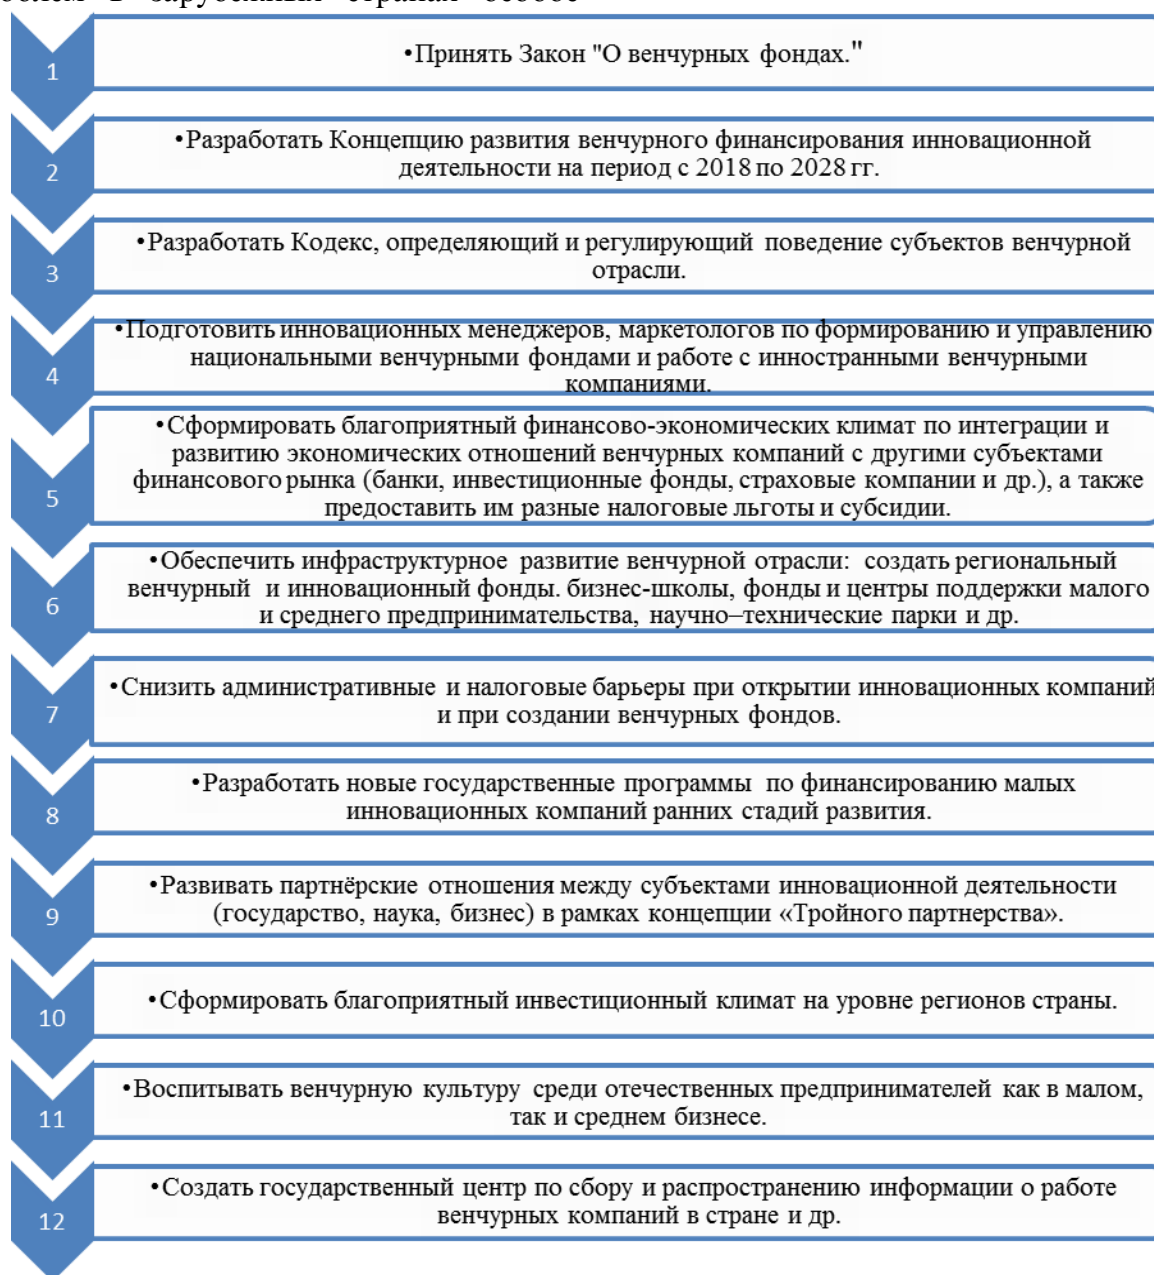 в зарубежных странах особое
1
•Принять Закон "О венчурных фондах."
2
•Разработать Концепцию развития венчурного финансирования инновационной
деятельности на период с 2018 по 2028 гг.
3
•Разработать Кодекс, определяющий и регулирующий поведение субъектов венчурной
отрасли.
4
•Подготовить инновационных менеджеров, маркетологов по формированию и управлению
национальными венчурными фондами и работе с инностранными венчурными
компаниями.
5
•Сформировать благоприятный финансово-экономических климат по интеграции и
развитию экономических отношений венчурных компаний с другими субъектами
финансового рынка (банки, инвестиционные фонды, страховые компании и др.), а также
предоставить им разные налоговые льготы и субсидии.
6
•Обеспечить инфраструктурное развитие венчурной отрасли: создать региональный
венчурный и инновационный фонды. бизнес-школы, фонды и центры поддержки малого
и среднего предпринимательства, научно–технические парки и др.
7
•Снизить административные и налоговые барьеры при открытии инновационных компаний
и при создании венчурных фондов.
8
•Разработать новые государственные программы по финансированию малых
инновационных компаний ранних стадий развития.
9
•Развивать партнёрские отношения между субъектами инновационной деятельности
(государство, наука, бизнес) в рамках концепции «Тройного партнерства».
10
•Сформировать благоприятный инвестиционный климат на уровне регионов страны.
11
•Воспитывать венчурную культуру среди отечественных предпринимателей как в малом,
так и среднем бизнесе.
12
•Создать государственный центр по сбору и распространению информации о работе
венчурных компаний в стране и др.